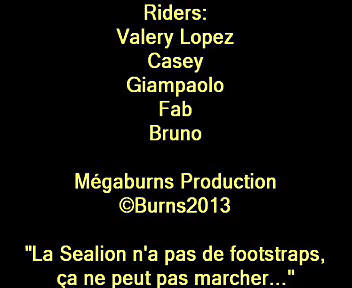 Riders:
Valery Lopez
Casey
Giampaolo
Fab
Bruno
Mégaburns Production
©Burns2013
"La Sealion n'a pas de footstraps,
ça ne peut pas marcher..."